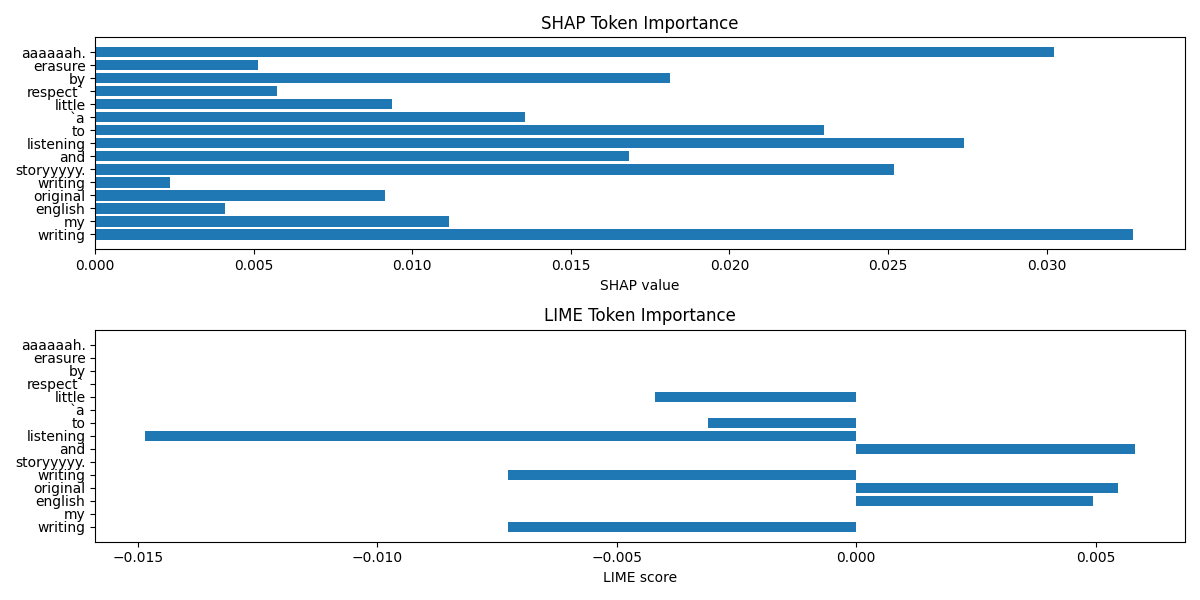 SHAP Token Importance
aaaaaah.
erasure
by
respect`
little
`a
to
listening
and
storyyyyy.
writing
original
english
my
writing
0.000 0.005 0.010 0.015 0.020 0.025 0.030
SHAP value
LIME Token Importance
aaaaaah.
erasure
by
respect`
little
`a
to
listening
and
storyyyyy.
writing
original
english
my
writing
−0.015 −0.010 −0.005 0.000 0.005
LIME score